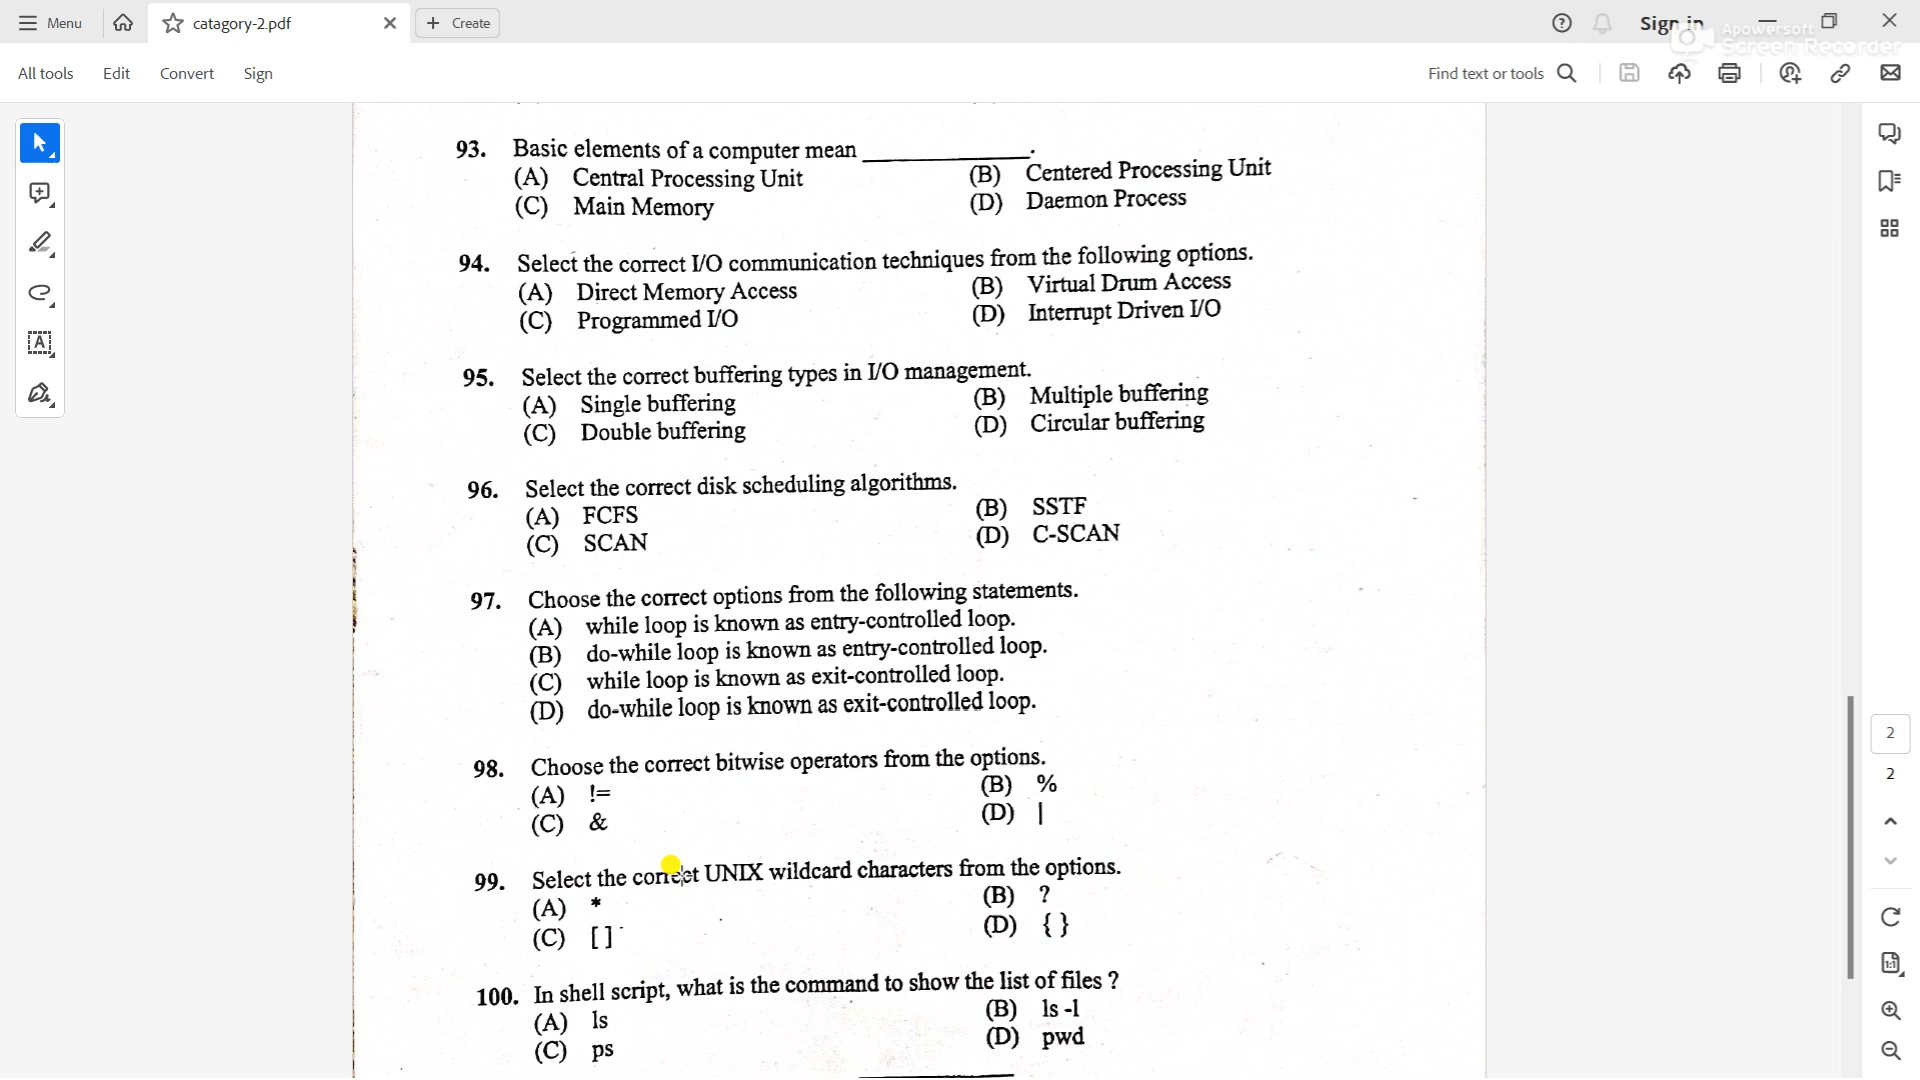 Menu
catagory-2.pdf
Create
Sign in
Apowersoft
Screen Recorder
All tools Edit Convert Sign
Find text or tools
93. Basic elements of a computer mean ____________.
(A) Central Processing Unit (B) Centered Processing Unit
(C) Main Memory (D) Daemon Process
94. Select the correct I/O communication techniques from the following options.
(A) Direct Memory Access (B) Virtual Drum Access
(C) Programmed I/O (D) Interrupt Driven I/O
95. Select the correct buffering types in I/O management.
(A) Single buffering (B) Multiple buffering
(C) Double buffering (D) Circular buffering
96. Select the correct disk scheduling algorithms.
(A) FCFS (B) SSTF
(C) SCAN (D) C-SCAN
97. Choose the correct options from the following statements.
(A) while loop is known as entry-controlled loop.
(B) do-while loop is known as entry-controlled loop.
(C) while loop is known as exit-controlled loop.
(D) do-while loop is known as exit-controlled loop.
98. Choose the correct bitwise operators from the options.
(A) != (B) %
(C) & (D) |
99. Select the correct UNIX wildcard characters from the options.
(A) * (B) ?
(C) [ ] (D) { }
100. In shell script, what is the command to show the list of files ?
(A) ls (B) ls -l
(C) ps (D) pwd
2
2